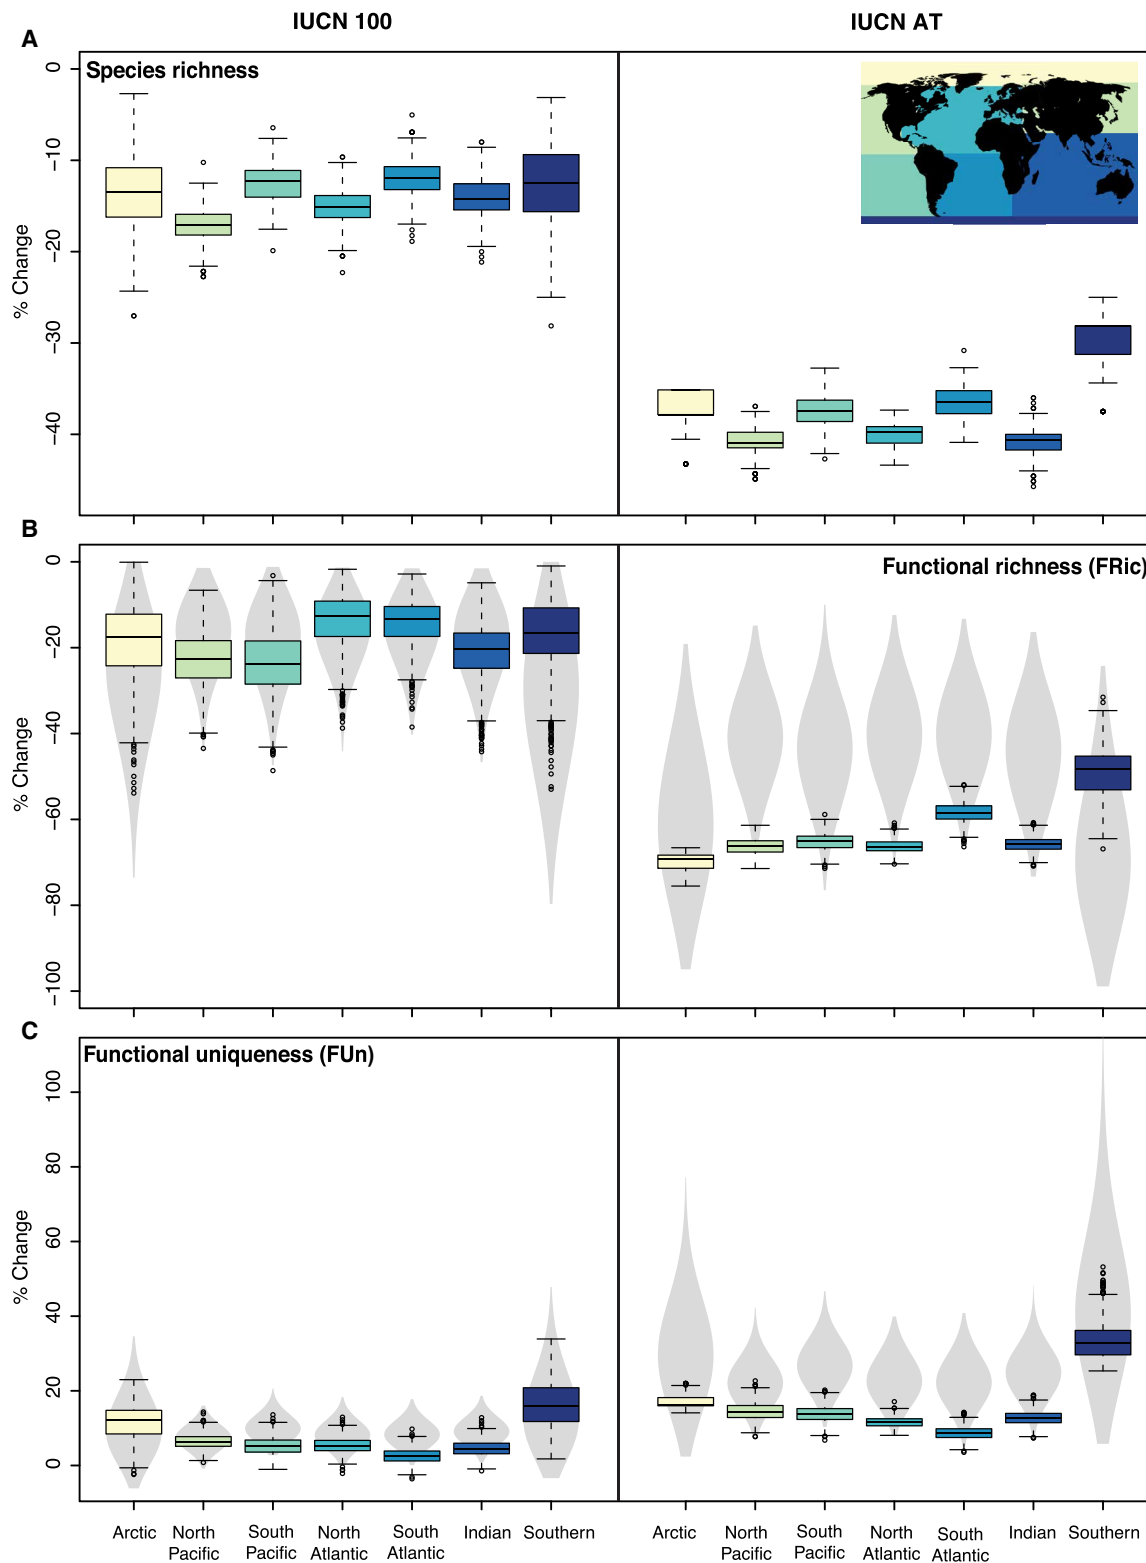 IUCN 100
IUCN AT
A
Species richness
0
−10
−20
−30
−40
% Change
B
Functional richness (FRic)
0
−20
−40
−60
−80
−100
% Change
C
Functional uniqueness (FUn)
100
80
60
40
20
0
% Change
Arctic
North
Pacific
South
Pacific
North
Atlantic
South
Atlantic
Indian
Southern
Arctic
North
Pacific
South
Pacific
North
Atlantic
South
Atlantic
Indian
Southern